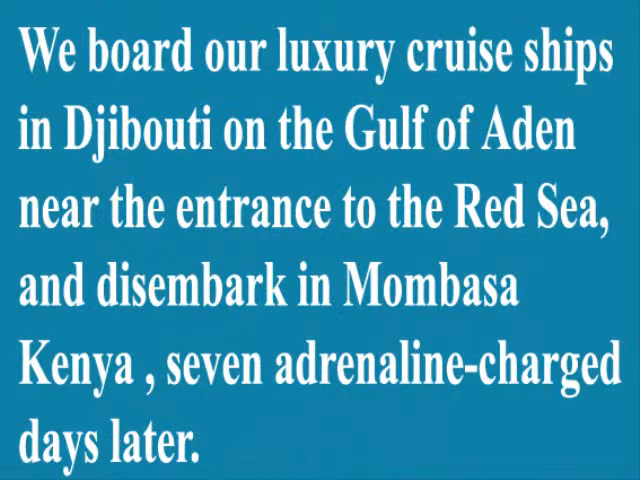 We board our luxury cruise ships
in Djibouti on the Gulf of Aden
near the entrance to the Red Sea,
and disembark in Mombasa
Kenya , seven adrenaline-charged
days later.